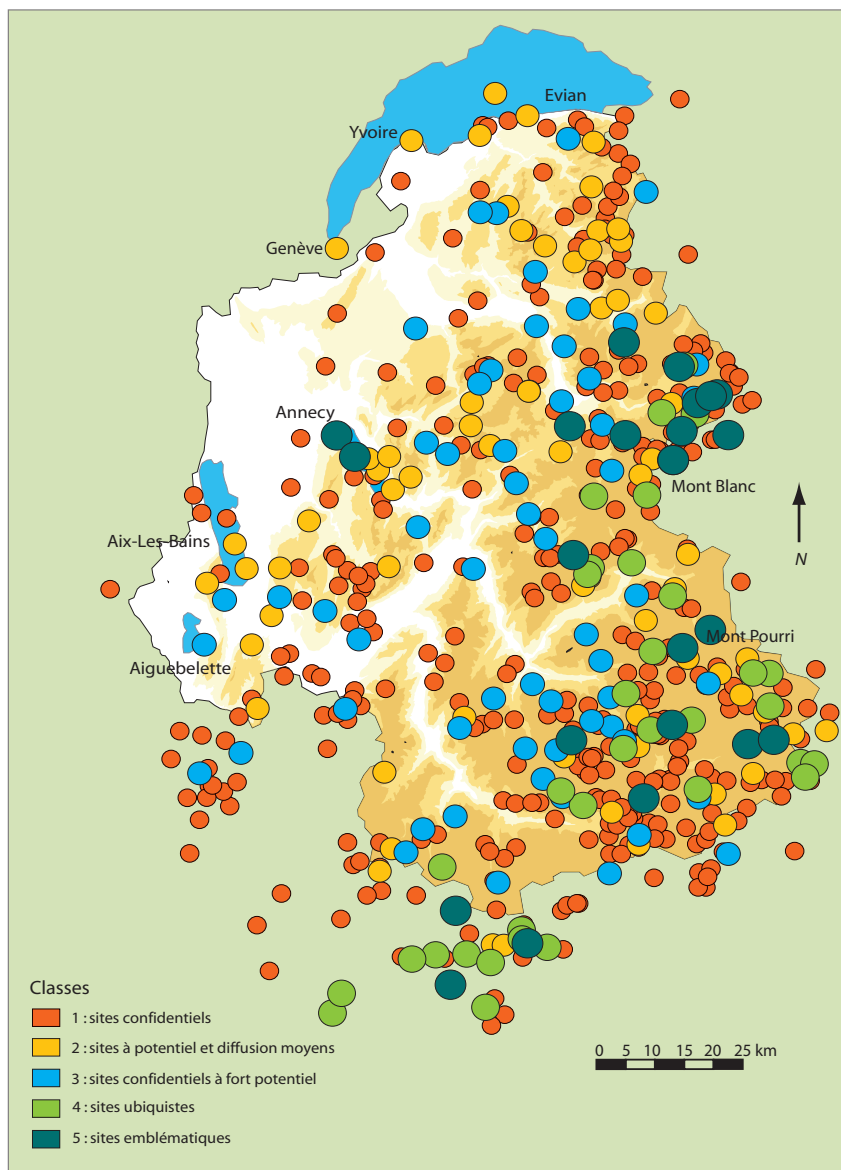 Evian
Yvoire
Genève
Annecy
Mont Blanc
Aix-Les-Bains
N
Mont Pourri
Aiguebelette
Classes
1 : sites confidentiels
2 : sites à potentiel et diffusion moyens
3 : sites confidentiels à fort potentiel
4 : sites ubiquistes
5 : sites emblématiques
0 5 10 15 20 25 km